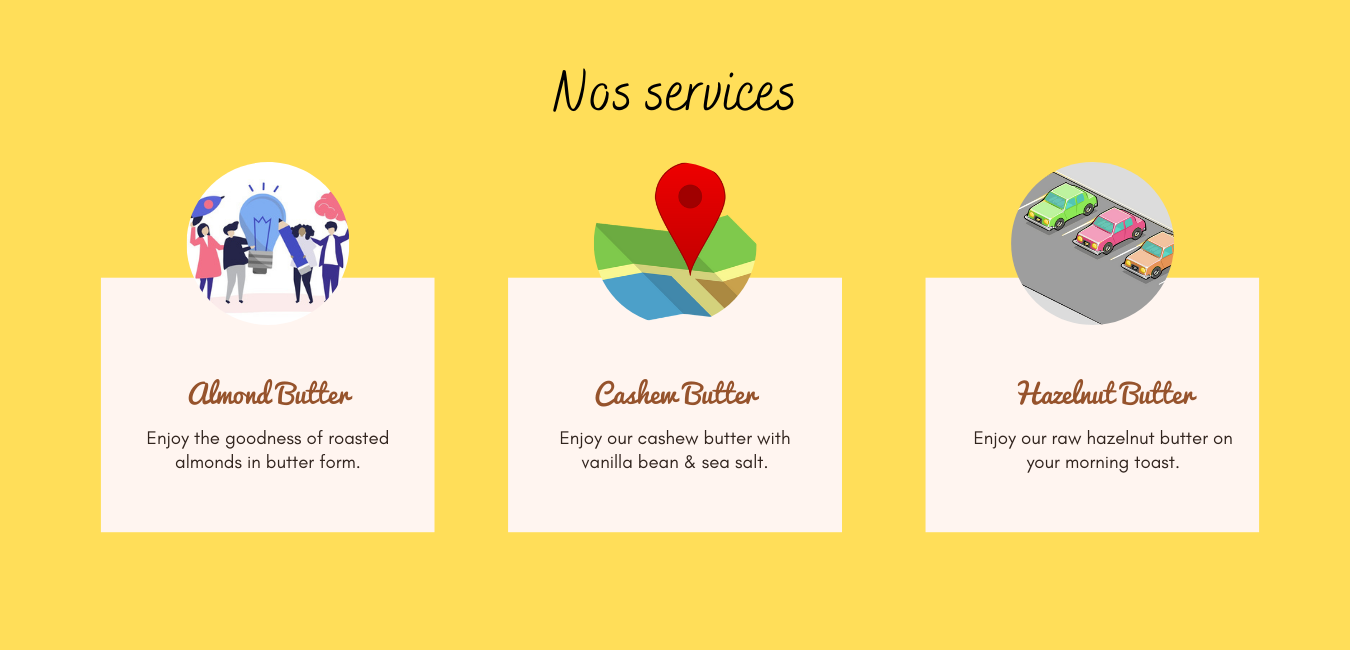 Nos services
Almond Butter
Enjoy the goodness of roasted
almonds in butter form.
Cashew Butter
Enjoy our cashew butter with
vanilla bean & sea salt.
Hazelnut Butter
Enjoy our raw hazelnut butter on
your morning toast.